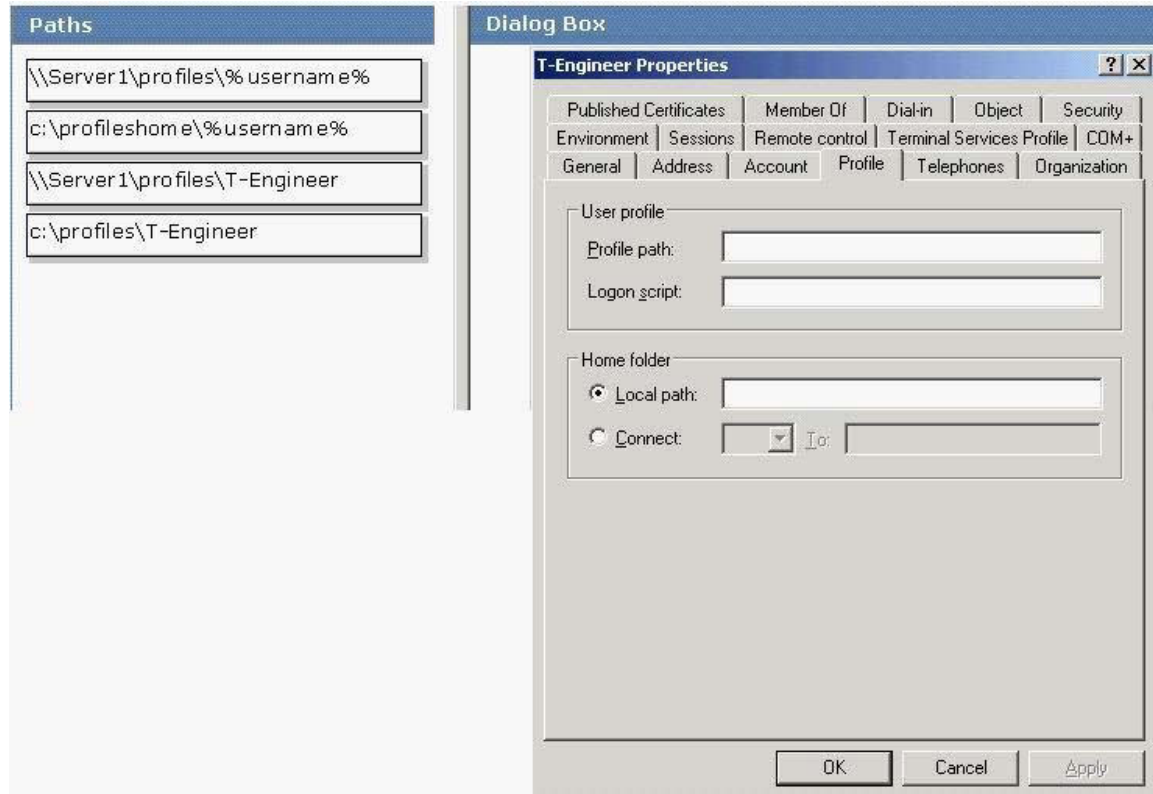 Paths
\\Server1\profiles\%username%
c:\profileshome\%username%
\\Server1\profiles\T-Engineer
c:\profiles\T-Engineer
Dialog Box
T-Engineer Properties
Published Certificates Member Of Dial-in Object Security
Environment Sessions Remote control Terminal Services Profile COM+
General Address Account Profile Telephones Organization
User profile
Profile path:
Logon script:
Home folder
Local path:
Connect: To:
OK Cancel Apply